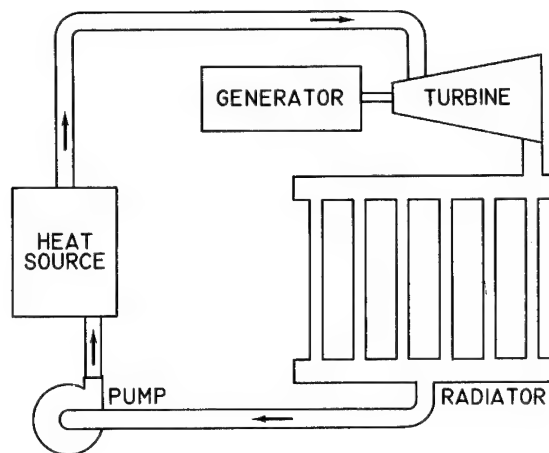 GENERATOR
TURBINE
HEAT
SOURCE
PUMP
RADIATOR